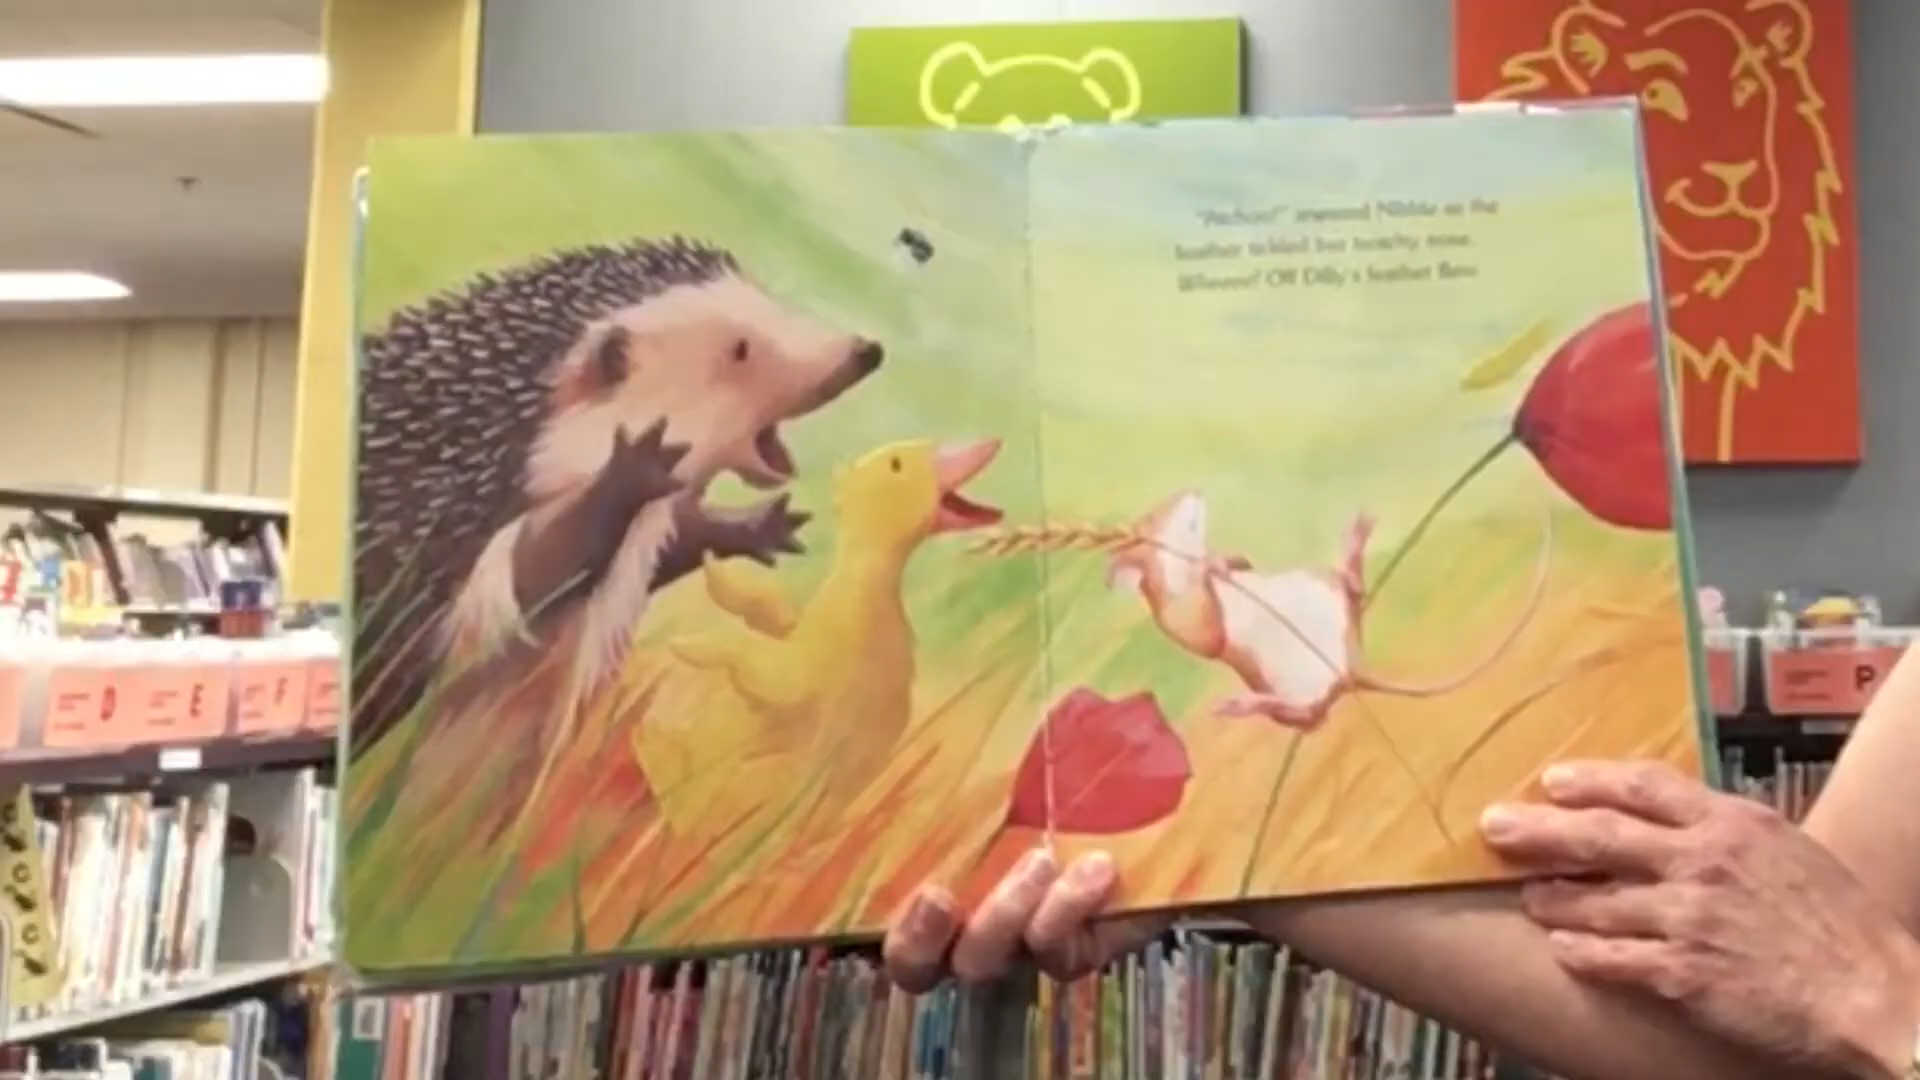 "Atchoo!" sneezed Nibble as the
feather tickled her twitchy nose.
Wheeee! Off Dilly's feather flew.
D
E
F
P